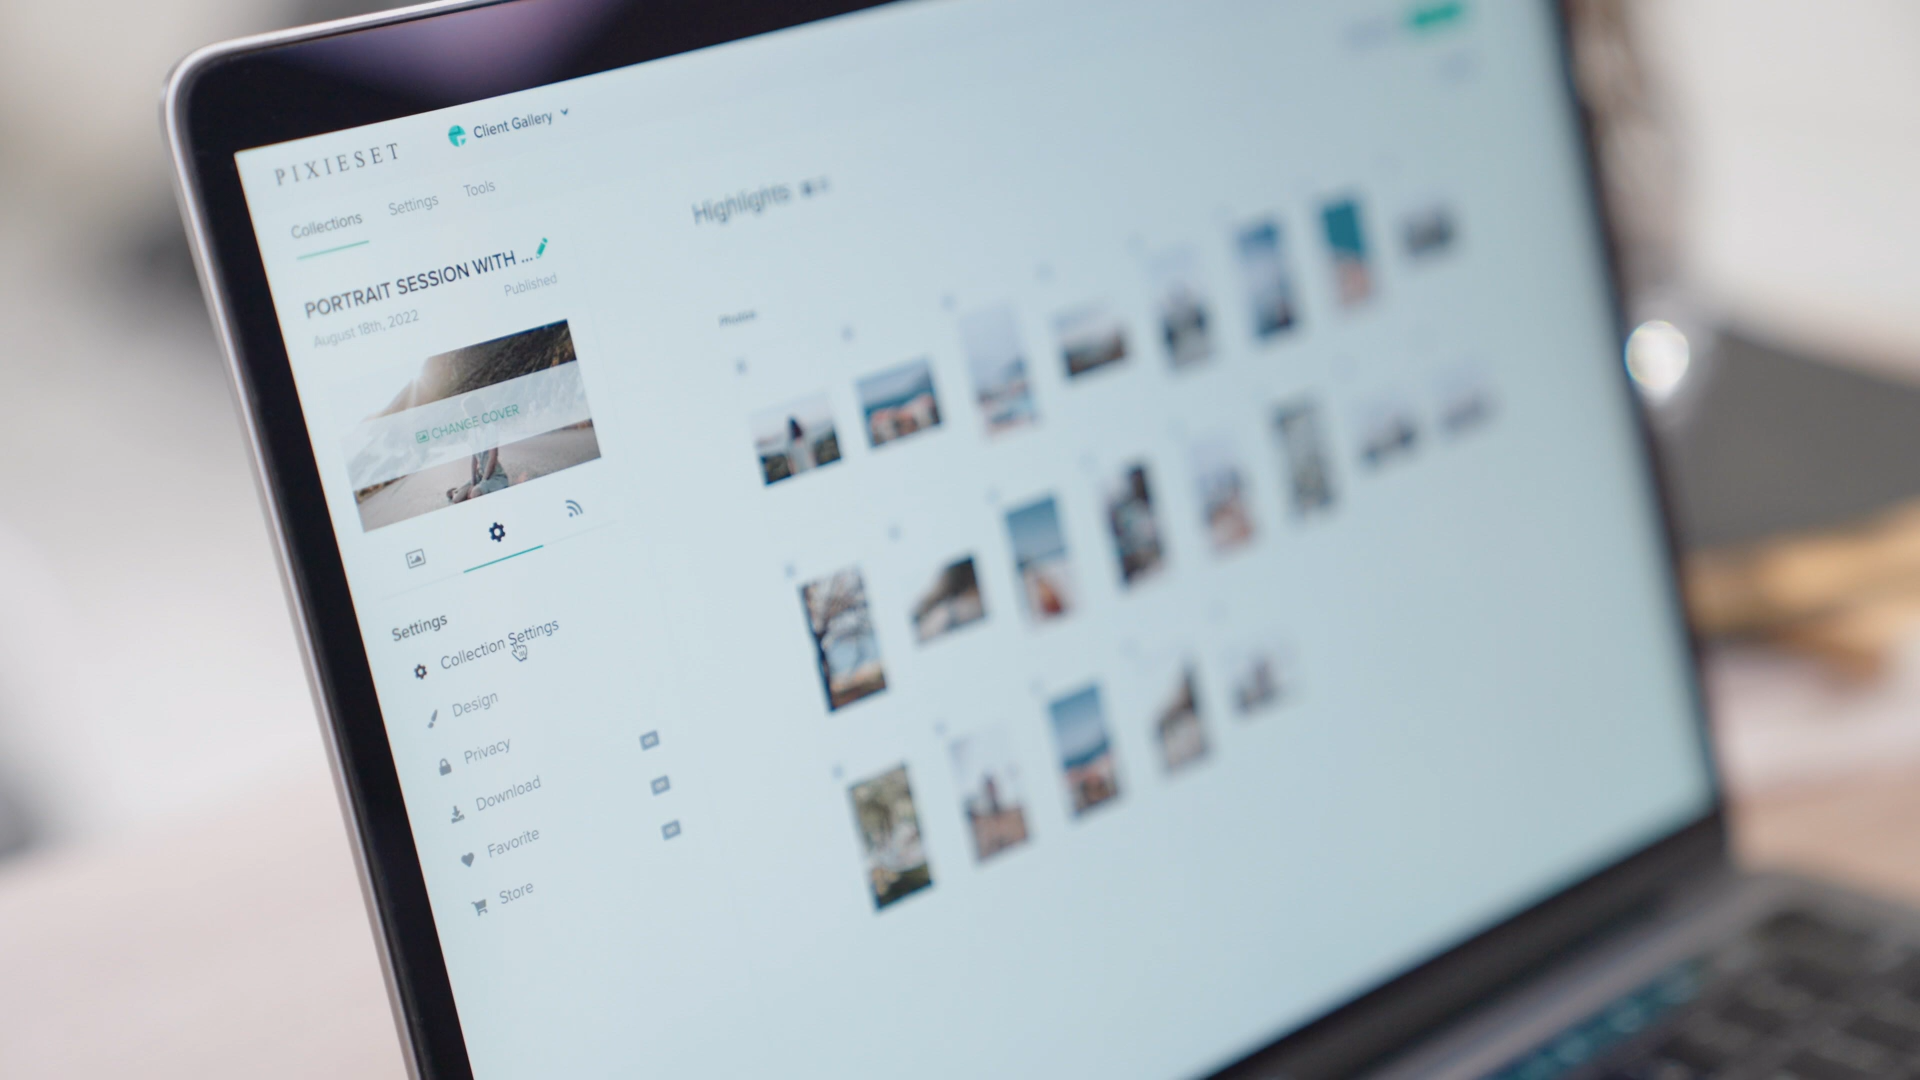 PIXIESET
Client Gallery
Collections
Settings
Tools
PORTRAIT SESSION WITH ...
Published
August 18th, 2022
CHANGE COVER
Settings
Collection Settings
Design
Privacy
Download
Favorite
Store
Highlights
Photos